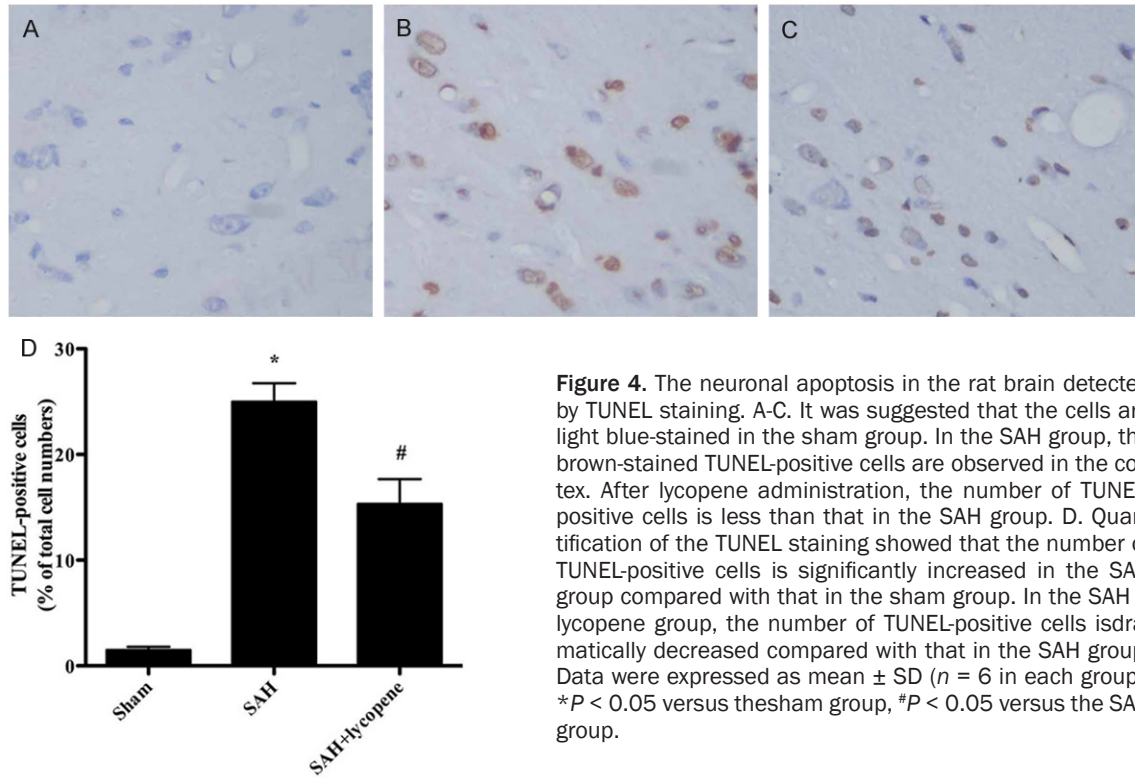 A
B
C
D
30
20
10
0
TUNEL-positive cells
(% of total cell numbers)
*
#
Sham
SAH
SAH+lycopene
Figure 4. The neuronal apoptosis in the rat brain detecte
by TUNEL staining. A-C. It was suggested that the cells ar
light blue-stained in the sham group. In the SAH group, th
brown-stained TUNEL-positive cells are observed in the co
tex. After lycopene administration, the number of TUNE
positive cells is less than that in the SAH group. D. Quan
tification of the TUNEL staining showed that the number o
TUNEL-positive cells is significantly increased in the SA
group compared with that in the sham group. In the SAH
lycopene group, the number of TUNEL-positive cells isdra
matically decreased compared with that in the SAH group
Data were expressed as mean ± SD (n = 6 in each group
*P < 0.05 versus thesham group, #P < 0.05 versus the SA
group.